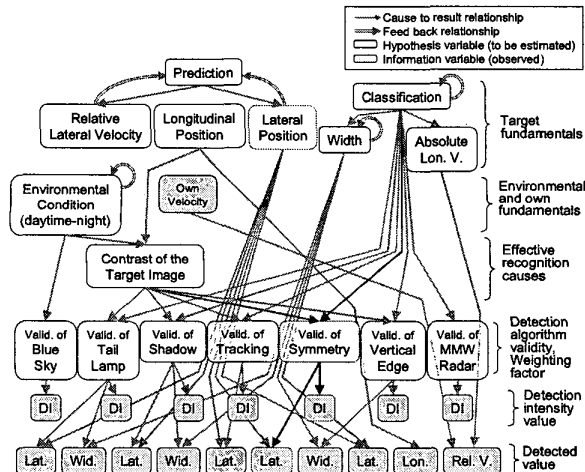 Cause to result relationship
Feed back relationship
Hypothesis variable (to be estimated)
Information variable (observed)
Prediction
Classification
Relative
Lateral Velocity
Longitudinal
Position
Lateral
Position
Width
Absolute
Lon. V.
Target
fundamentals
Environmental
Condition
(daytime-night)
Own
Velocity
Environmental
and own
fundamentals
Contrast of the
Target Image
Effective
recognition
causes
Valid. of
Blue
Sky
Valid. of
Tail
Lamp
Valid. of
Shadow
Valid. of
Tracking
Valid. of
Symmetry
Valid. of
Vertical
Edge
Valid. of
MMW
Radar
Detection
algorithm
validity,
Weighting
factor
DI
DI
DI
DI
DI
DI
DI
Detection
intensity
value
Lat.
Wid.
Lat.
Wid.
Lat.
Lat.
Wid.
Lat.
Lon.
Rel. V.
Detected
value